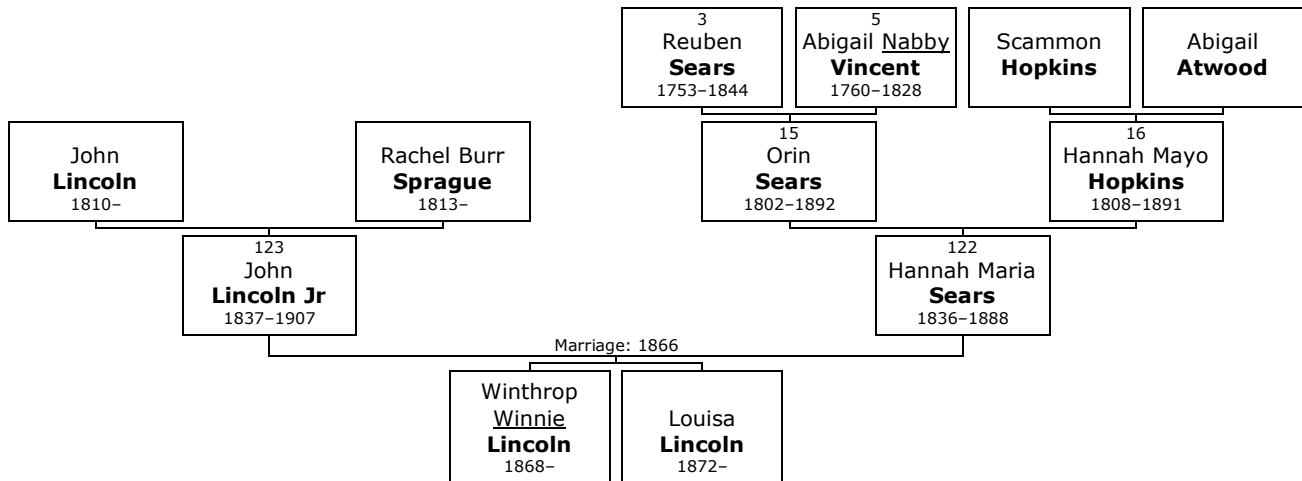 3
Reuben
Sears
1753–1844
5
Abigail Nabby
Vincent
1760–1828
Scammon
Hopkins
Abigail
Atwood
John
Lincoln
1810–
Rachel Burr
Sprague
1813–
15
Orin
Sears
1802–1892
16
Hannah Mayo
Hopkins
1808–1891
123
John
Lincoln Jr
1837–1907
122
Hannah Maria
Sears
1836–1888
Marriage: 1866
Winthrop
Winnie
Lincoln
1868–
Louisa
Lincoln
1872–